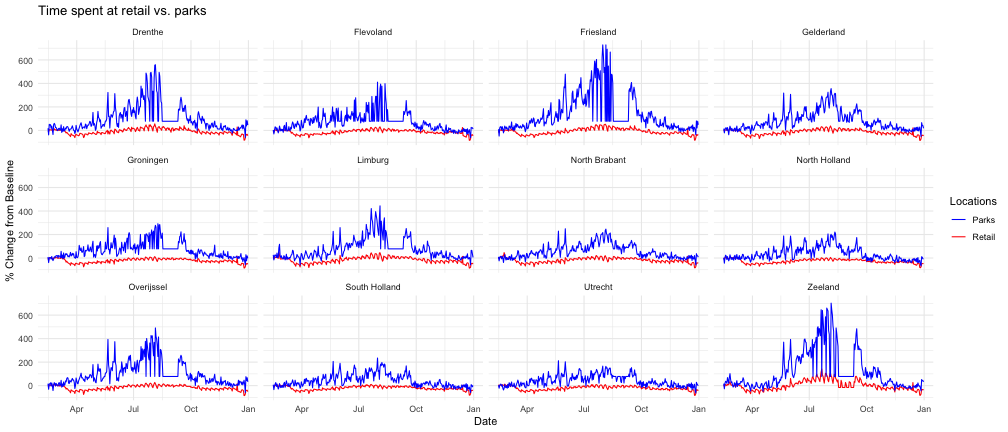 Time spent at retail vs. parks
Drenthe Flevoland Friesland Gelderland
600
400
200
0
Groningen Limburg North Brabant North Holland
600
400
200
0
Overijssel South Holland Utrecht Zeeland
600
400
200
0
Apr Jul Oct Jan Apr Jul Oct Jan Apr Jul Oct Jan Apr Jul Oct Jan
Date
% Change from Baseline
Locations
Parks
Retail